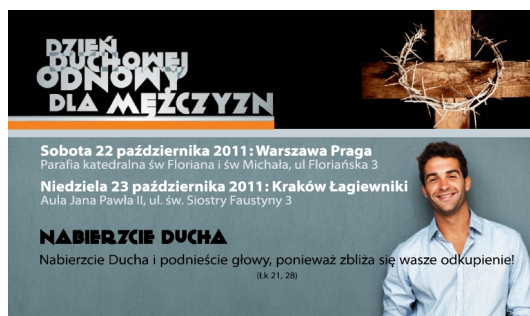 DZIEŃ
DUCHOWEJ
ODNOWY
DLA MĘŻCZYZN
Sobota 22 października 2011: Warszawa Praga
Parafia katedralna św Floriana i św Michała, ul Floriańska 3
Niedziela 23 października 2011: Kraków Łagiewniki
Aula Jana Pawła II, ul. św. Siostry Faustyny 3
NABIERZCIE DUCHA
Nabierzcie Ducha i podnieście głowy, ponieważ zbliża się wasze odkupienie!
(Łk 21, 28)